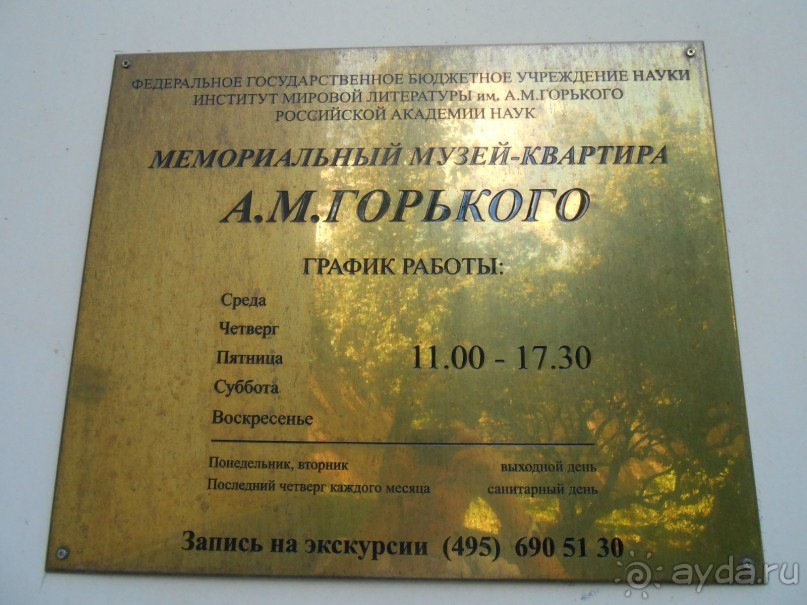 ФЕДЕРАЛЬНОЕ ГОСУДАРСТВЕННОЕ БЮДЖЕТНОЕ УЧРЕЖДЕНИЕ НАУКИ
ИНСТИТУТ МИРОВОЙ ЛИТЕРАТУРЫ им. А.М.ГОРЬКОГО
РОССИЙСКОЙ АКАДЕМИИ НАУК
МЕМОРИАЛЬНЫЙ МУЗЕЙ-КВАРТИРА
А.М.ГОРЬКОГО
ГРАФИК РАБОТЫ:
Среда
Четверг
Пятница 11.00 - 17.30
Суббота
Воскресенье
Понедельник, вторник выходной день
Последний четверг каждого месяца санитарный день
Запись на экскурсии (495) 690 51 30
ayda.ru